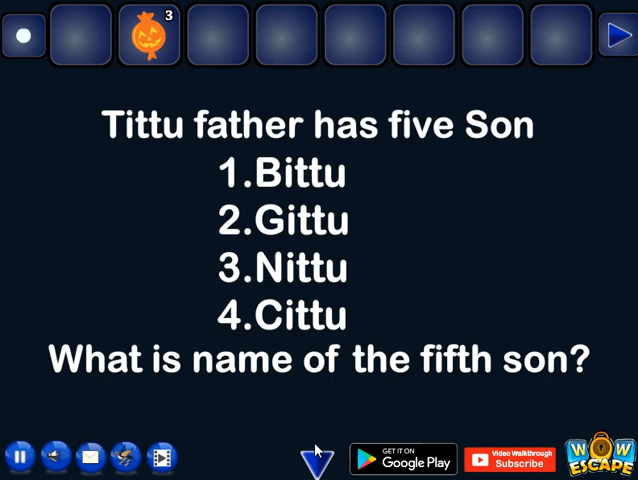 3
Tittu father has five Son
1.Bittu
2.Gittu
3.Nittu
4.Cittu
What is name of the fifth son?
GET IT ON
Google Play
Video Walkthrough
Subscribe
WOW
ESCAPE